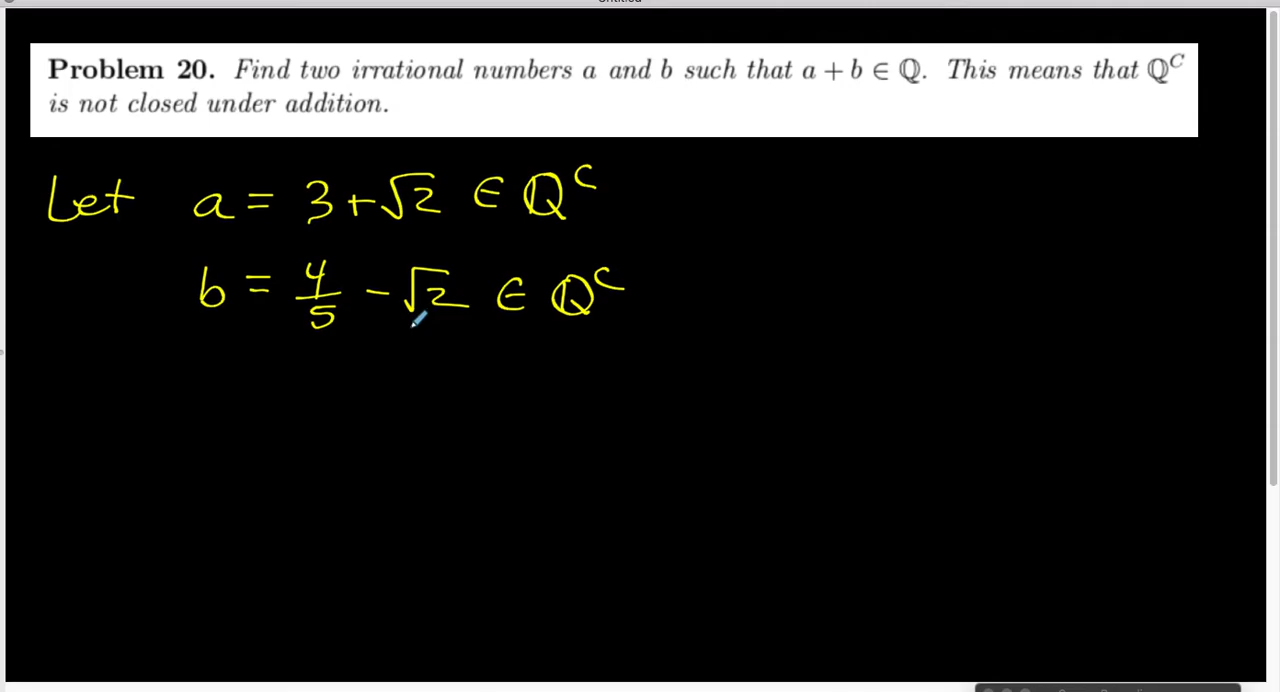 Problem 20. Find two irrational numbers a and b such that a + b ∈ ℚ. This means that ℚ^C
is not closed under addition.
Let a = 3 + √2 ∈ ℚ^C
b = 4/5 - √2 ∈ ℚ^C